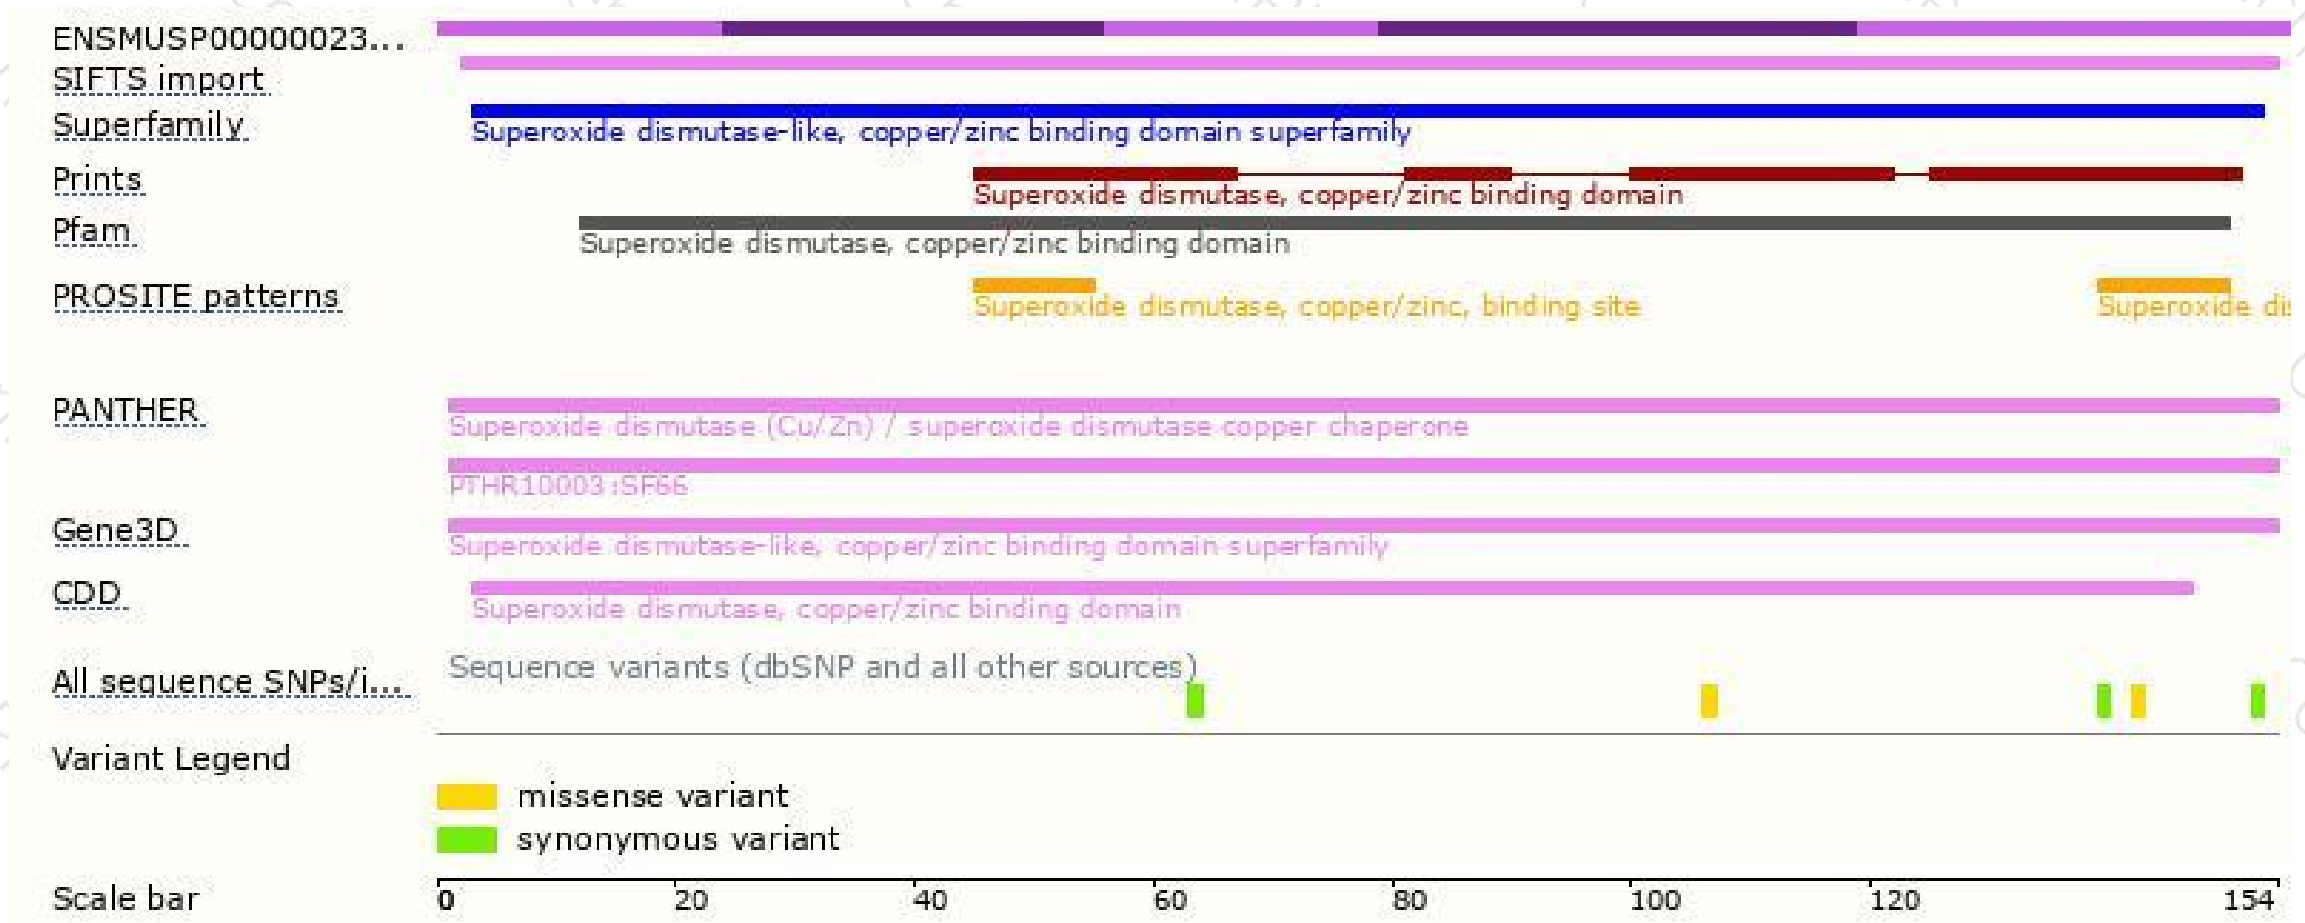 ENSMUSP00000023...
SIFTS import
Superfamily
Superoxide dismutase-like, copper/zinc binding domain superfamily
Prints
Superoxide dismutase, copper/zinc binding domain
Pfam
Superoxide dismutase, copper/zinc binding domain
PROSITE patterns
Superoxide dismutase, copper/zinc, binding site
Superoxide dis
PANTHER
Superoxide dismutase (Cu/Zn) / superoxide dismutase copper chaperone
PTHR10003:SF66
Gene3D
Superoxide dismutase-like, copper/zinc binding domain superfamily
CDD
Superoxide dismutase, copper/zinc binding domain
All sequence SNPs/i...
Sequence variants (dbSNP and all other sources)
Variant Legend
missense variant
synonymous variant
Scale bar
0 20 40 60 80 100 120 154